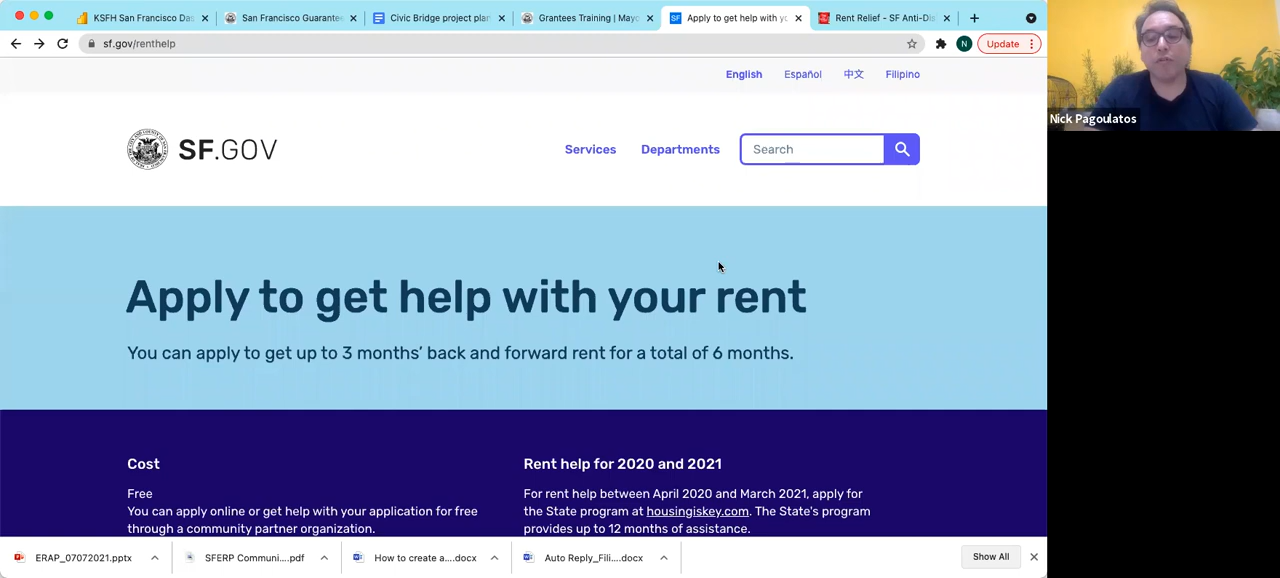 KSFH San Francisco Das
San Francisco Guarantee
Civic Bridge project plan
Grantees Training | Mayo
Apply to get help with yo
Rent Relief - SF Anti-Dis
sf.gov/renthelp
N
Update
English Español 中文 Filipino
SF.GOV
Services Departments Search
Apply to get help with your rent
You can apply to get up to 3 months' back and forward rent for a total of 6 months.
Cost
Free
You can apply online or get help with your application for free
through a community partner organization.
Rent help for 2020 and 2021
For rent help between April 2020 and March 2021, apply for
the State program at housingiskey.com. The State's program
provides up to 12 months of assistance.
ERAP_07072021.pptx
SFERP Communi....pdf
How to create a....docx
Auto Reply_Fili....docx
Show All
Nick Pagoulatos